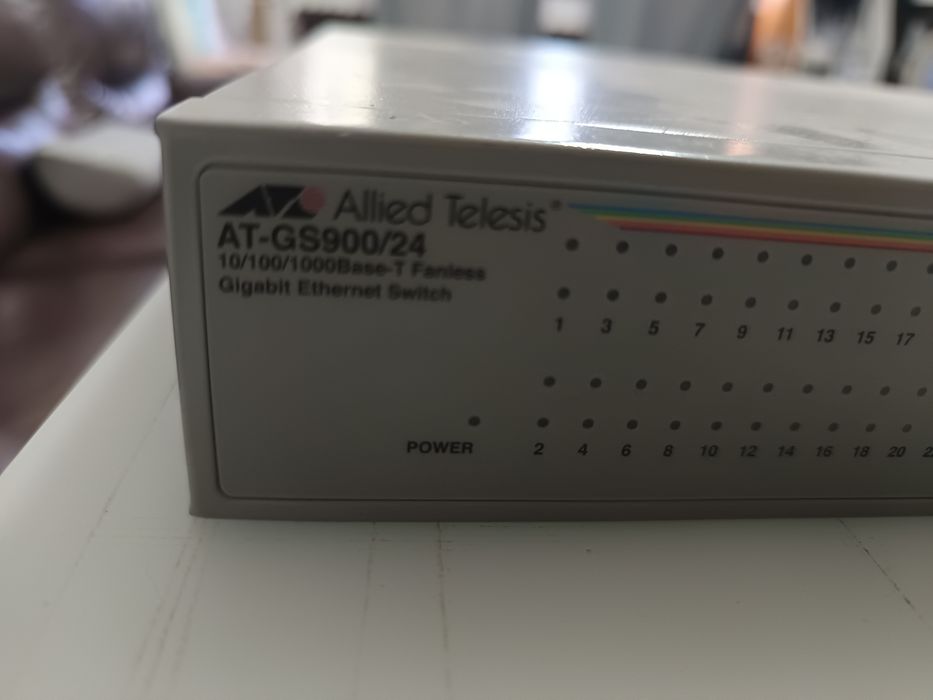 Allied Telesis®
AT-GS900/24
10/100/1000Base-T Fanless
Gigabit Ethernet Switch
1 3 5 7 9 11 13 15 17
POWER 2 4 6 8 10 12 14 16 18 20